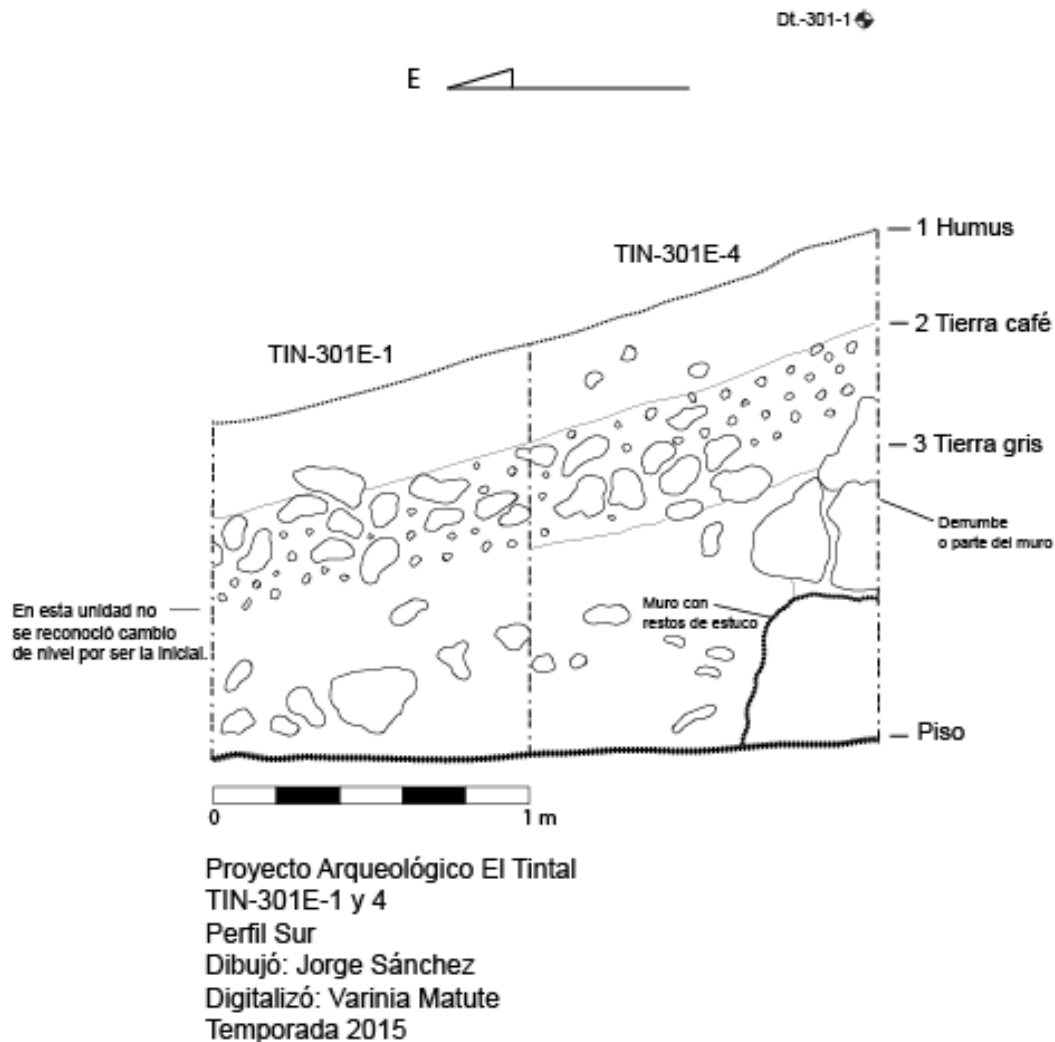 Dt.-301-1
E
1 Humus
TIN-301E-4
2 Tierra café
TIN-301E-1
3 Tierra gris
Derrumbe
o parte del muro
En esta unidad no
se reconoció cambio
de nivel por ser la inicial.
Muro con
restos de estuco
Piso
0
1 m
Proyecto Arqueológico El Tintal
TIN-301E-1 y 4
Perfil Sur
Dibujó: Jorge Sánchez
Digitalizó: Varinia Matute
Temporada 2015